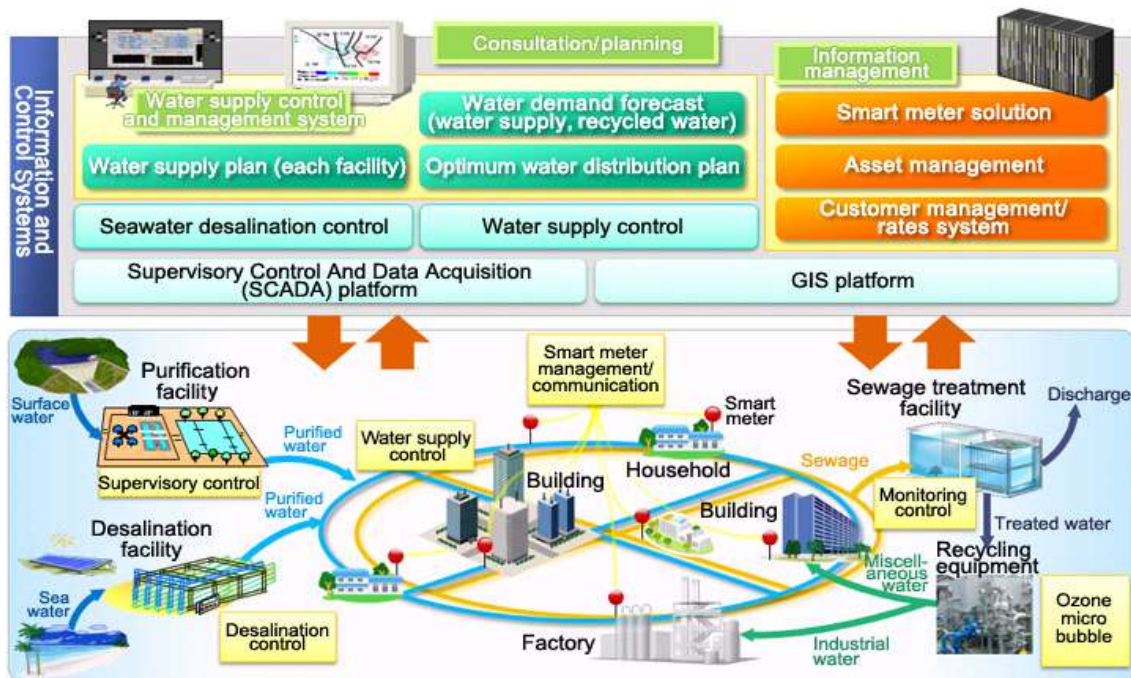 Information and
Control Systems
Consultation/planning
Information
management
Water supply control
and management system
Water demand forecast
(water supply, recycled water)
Smart meter solution
Water supply plan (each facility)
Optimum water distribution plan
Asset management
Seawater desalination control
Water supply control
Customer management/
rates system
Supervisory Control And Data Acquisition
(SCADA) platform
GIS platform
Purification
facility
Surface
water
Supervisory control
Purified
water
Purified
water
Water supply
control
Smart meter
management/
communication
Smart
meter
Household
Building
Building
Sewage treatment
facility
Discharge
Sewage
Monitoring
control
Treated water
Desalination
facility
Sea
water
Desalination
control
Factory
Miscell-
aneous
water
Industrial
water
Recycling
equipment
Ozone
micro
bubble